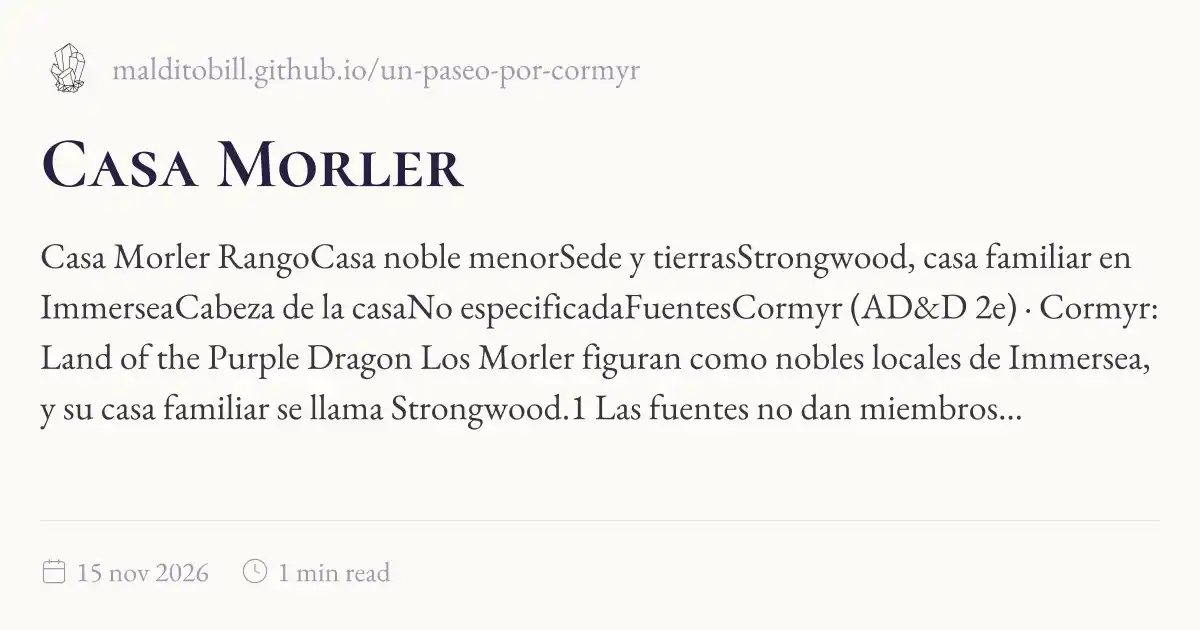 malditobill.github.io/un-paseo-por-cormyr
Casa Morler
Casa Morler RangoCasa noble menorSede y tierrasStrongwood, casa familiar en
ImmerseaCabeza de la casaNo especificadaFuentesCormyr (AD&D 2e) · Cormyr:
Land of the Purple Dragon Los Morler figuran como nobles locales de Immersea,
y su casa familiar se llama Strongwood.1 Las fuentes no dan miembros...
15 nov 2026
1 min read